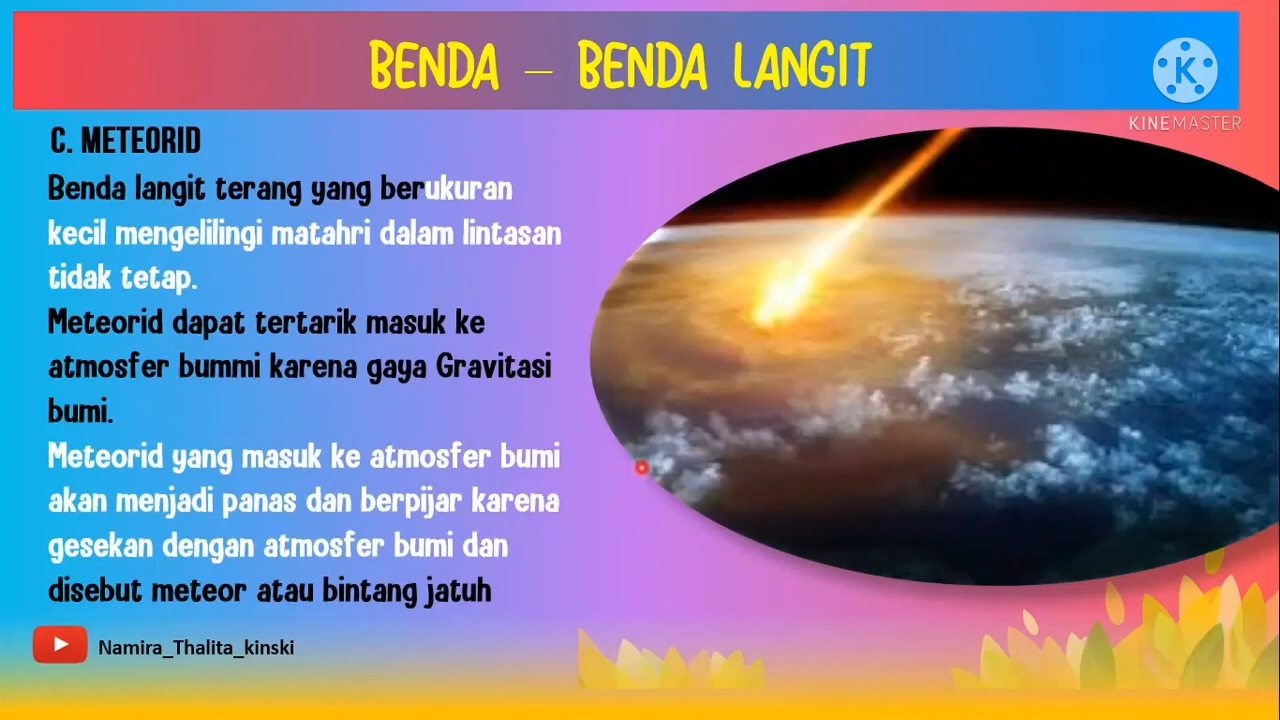 BENDA – BENDA LANGIT
K
KINEMASTER
C. METEORID
Benda langit terang yang berukuran
kecil mengelilingi matahri dalam lintasan
tidak tetap.
Meteorid dapat tertarik masuk ke
atmosfer bummi karena gaya Gravitasi
bumi.
Meteorid yang masuk ke atmosfer bumi
akan menjadi panas dan berpijar karena
gesekan dengan atmosfer bumi dan
disebut meteor atau bintang jatuh
Namira_Thalita_kinski